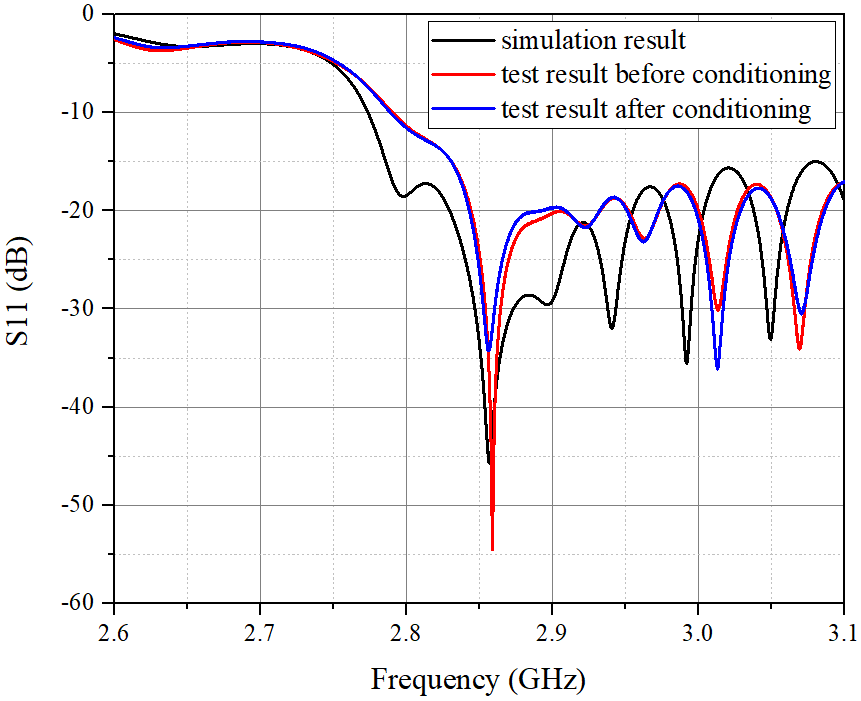 simulation result
test result before conditioning
test result after conditioning
S11 (dB)
0
-10
-20
-30
-40
-50
-60
2.6 2.7 2.8 2.9 3.0 3.1
Frequency (GHz)